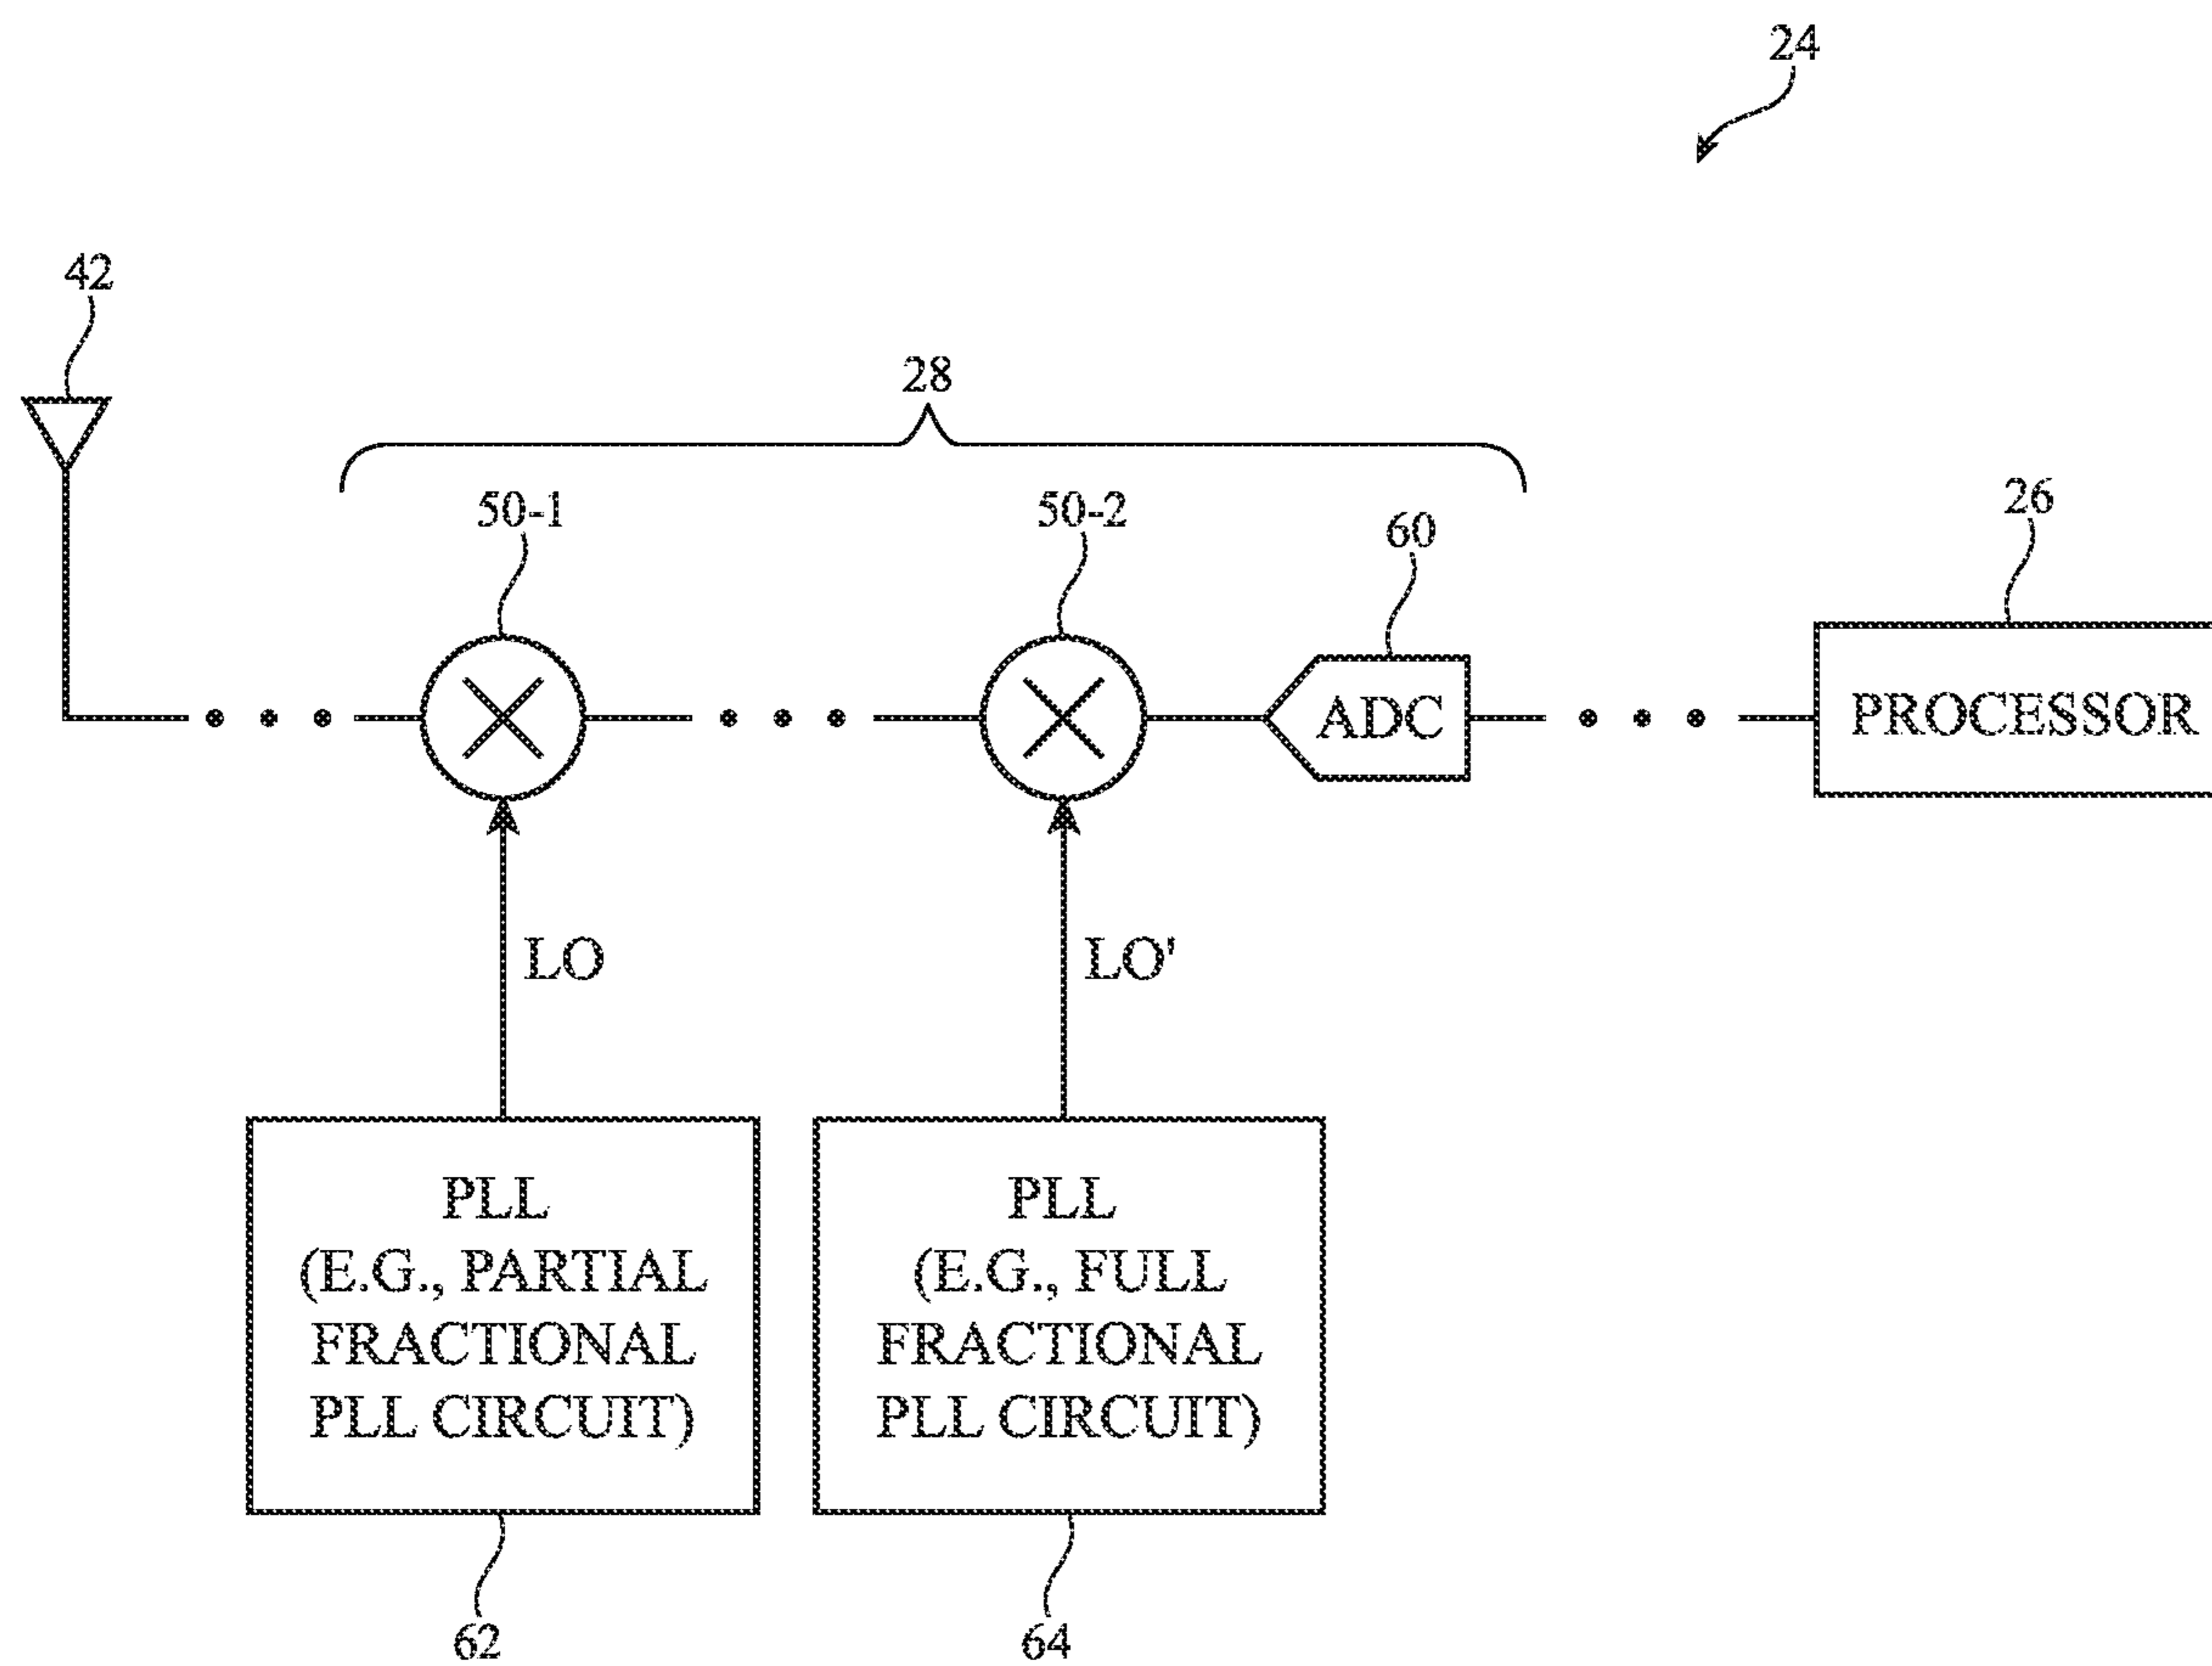 24
42
28
50-1
50-2
60
26
ADC
PROCESSOR
LO
LO'
PLL
(E.G., PARTIAL
FRACTIONAL
PLL CIRCUIT)
PLL
(E.G., FULL
FRACTIONAL
PLL CIRCUIT)
62
64